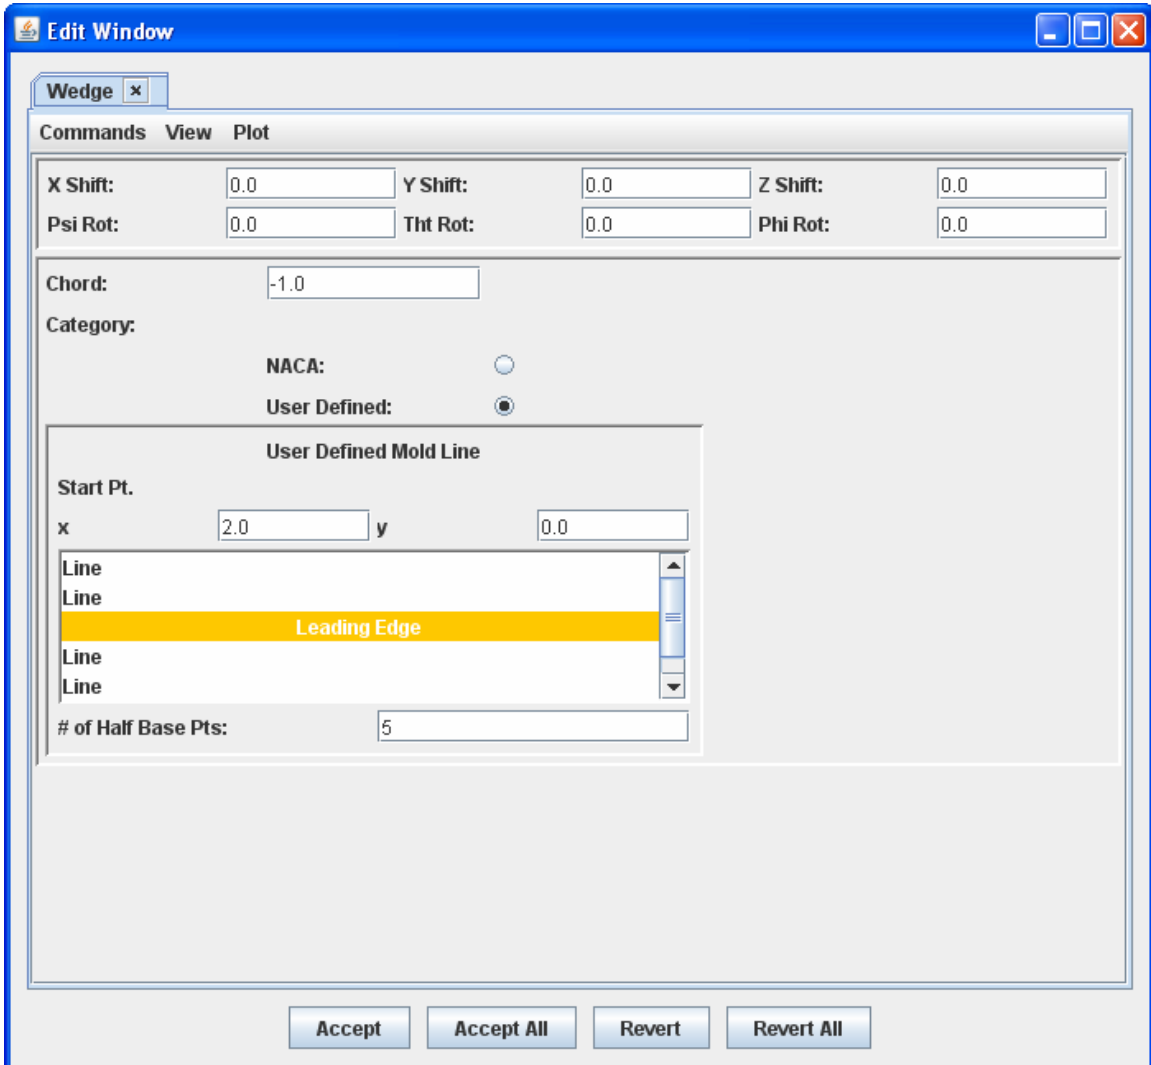 Edit Window
Wedge
Commands View Plot
X Shift: 0.0 Y Shift: 0.0 Z Shift: 0.0
Psi Rot: 0.0 Tht Rot: 0.0 Phi Rot: 0.0
Chord: -1.0
Category:
NACA:
User Defined:
User Defined Mold Line
Start Pt.
x 2.0 y 0.0
Line
Line
Leading Edge
Line
Line
# of Half Base Pts: 5
Accept Accept All Revert Revert All